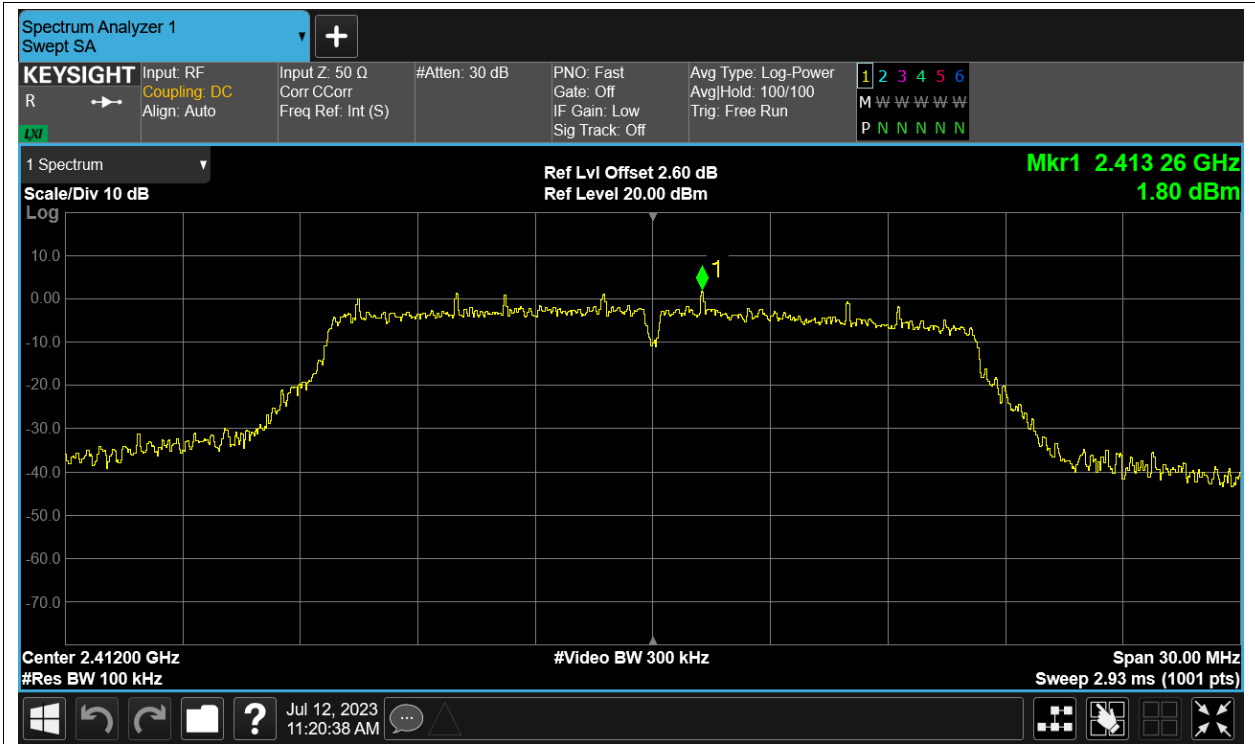 Spectrum Analyzer 1
Swept SA
+
KEYSIGHT
R
LXI
Input: RF
Coupling: DC
Align: Auto
Input Z: 50 Ω
Corr CCorr
Freq Ref: Int (S)
#Atten: 30 dB
PNO: Fast
Gate: Off
IF Gain: Low
Sig Track: Off
Avg Type: Log-Power
Avg|Hold: 100/100
Trig: Free Run
1 2 3 4 5 6
M W W W W W
P N N N N N
1 Spectrum
Scale/Div 10 dB
Log
Ref Lvl Offset 2.60 dB
Ref Level 20.00 dBm
Mkr1 2.413 26 GHz
1.80 dBm
1
10.0
0.00
-10.0
-20.0
-30.0
-40.0
-50.0
-60.0
-70.0
Center 2.41200 GHz
#Res BW 100 kHz
#Video BW 300 kHz
Span 30.00 MHz
Sweep 2.93 ms (1001 pts)
?
Jul 12, 2023
11:20:38 AM